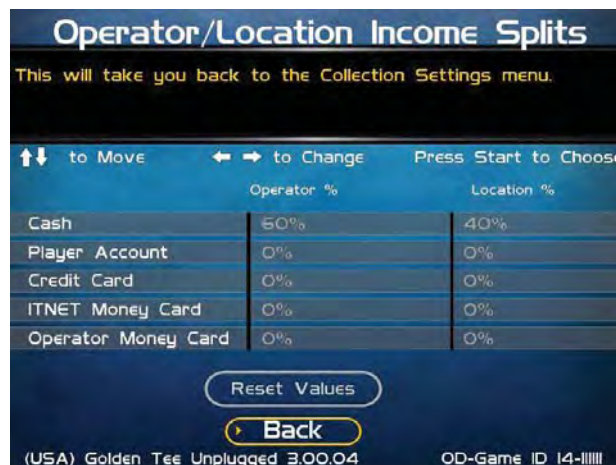 Operator/Location Income Splits
This will take you back to the Collection Settings menu.
to Move to Change Press Start to Choose
Operator % Location %
Cash 60% 40%
Player Account 0% 0%
Credit Card 0% 0%
ITNET Money Card 0% 0%
Operator Money Card 0% 0%
Reset Values
Back
(USA) Golden Tee Unplugged 3.00.04 OD-Game ID 14-111111